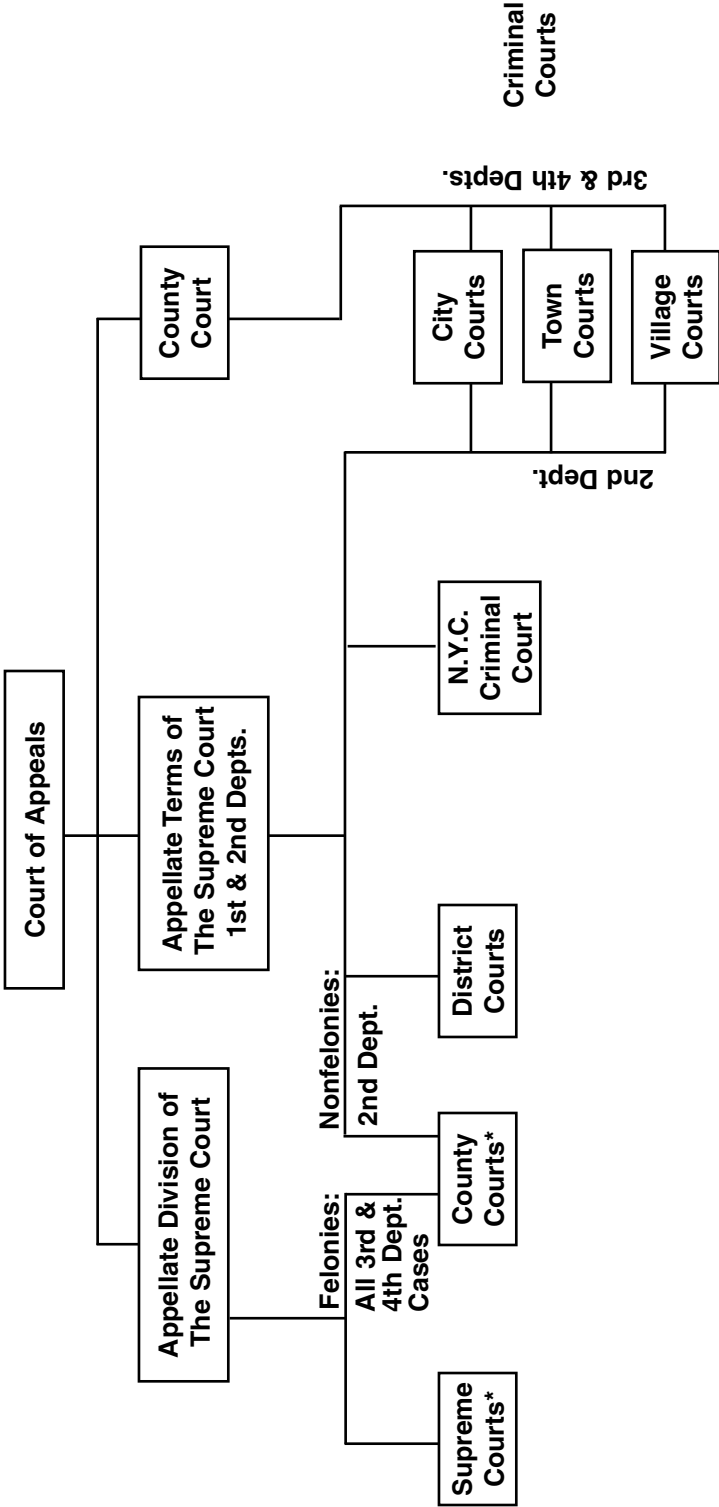 Criminal
Courts
Court of Appeals
Appellate Division of
The Supreme Court
Appellate Terms of
The Supreme Court
1st & 2nd Depts.
County
Court
Felonies:
All 3rd &
4th Dept.
Cases
Nonfelonies:
2nd Dept.
Supreme
Courts*
County
Courts*
District
Courts
N.Y.C.
Criminal
Court
2nd Dept.
City
Courts
Town
Courts
Village
Courts
3rd & 4th Depts.